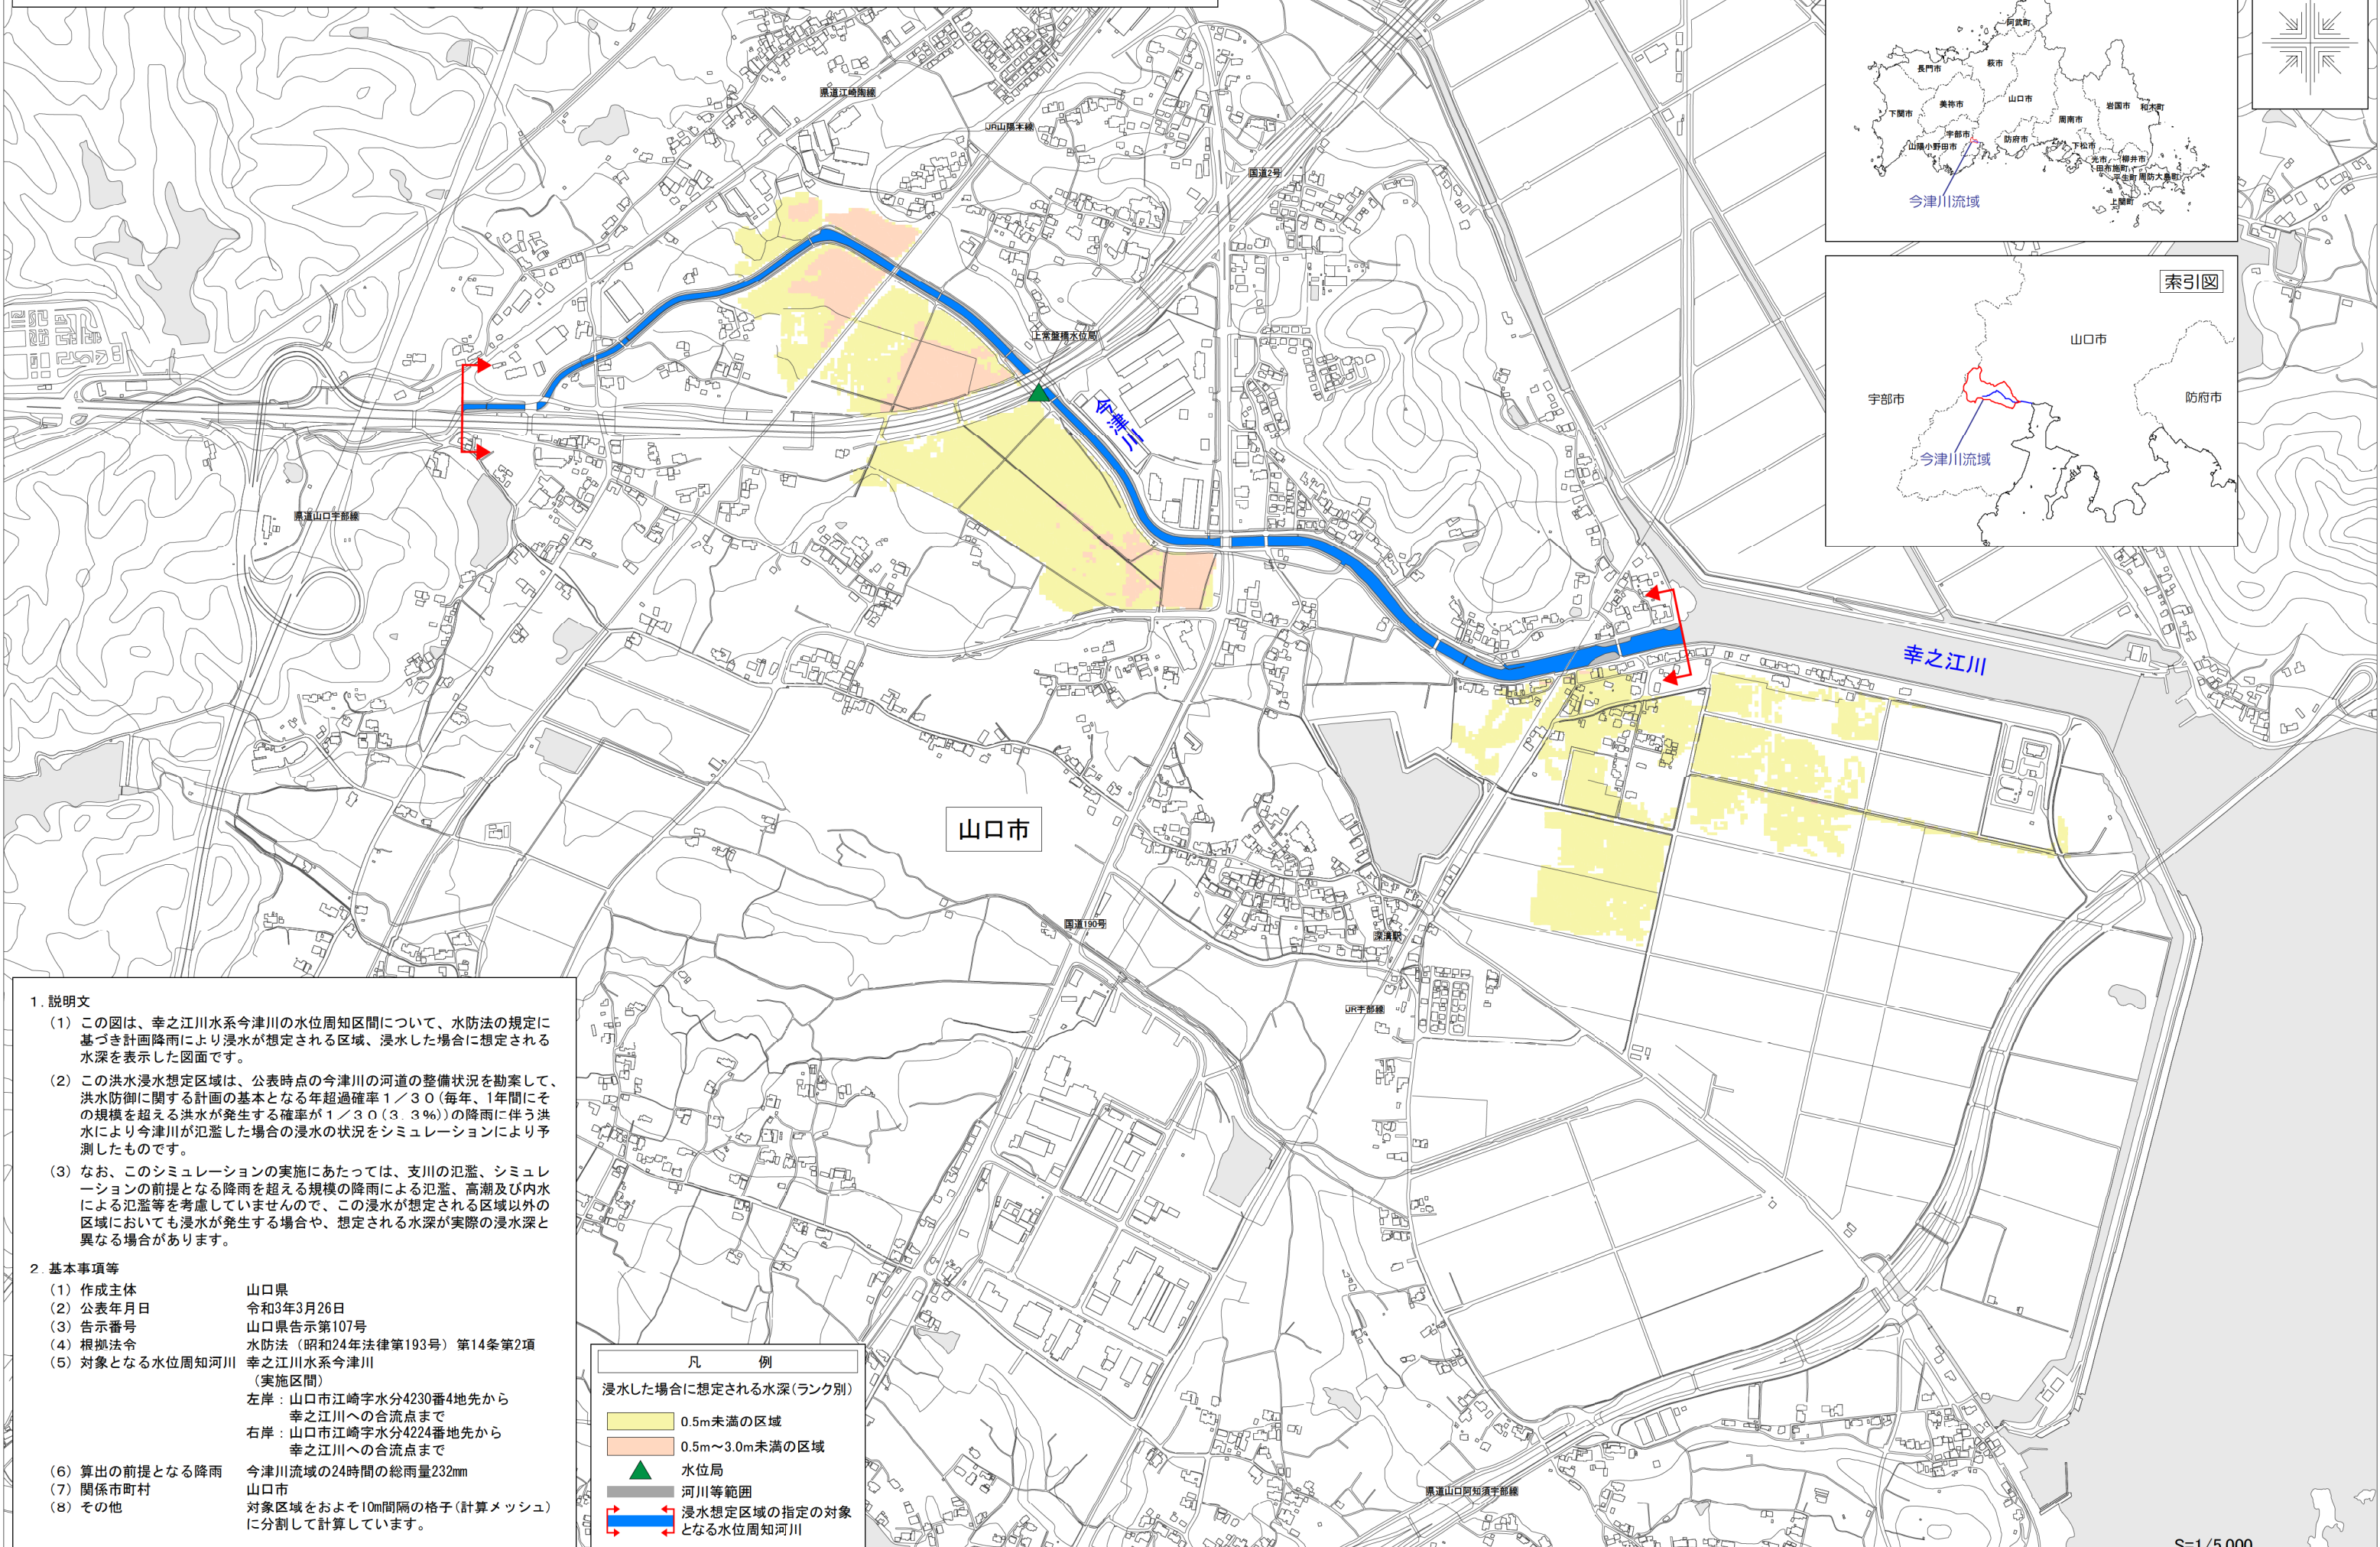 県道江崎陶線
JR山陽本線
国道2号
上常盤橋水位局
今津川
県道山口宇部線
幸之江川
山口市
国道190号
深溝駅
JR宇部線
県道山口阿知須宇部線
阿武町
萩市
長門市
美祢市
山口市
岩国市
和木町
下関市
周南市
宇部市
防府市
山陽小野田市
下松市
光市
柳井市
田布施町
平生町
周防大島町
上関町
今津川流域
索引図
山口市
宇部市
防府市
今津川流域
1.説明文
(1) この図は、幸之江川水系今津川の水位周知区間について、水防法の規定に
基づき計画降雨により浸水が想定される区域、浸水した場合に想定される
水深を表示した図面です。
(2) この洪水浸水想定区域は、公表時点の今津川の河道の整備状況を勘案して、
洪水防御に関する計画の基本となる年超過確率1/30(毎年、1年間にそ
の規模を超える洪水が発生する確率が1/30(3.3%))の降雨に伴う洪
水により今津川が氾濫した場合の浸水の状況をシミュレーションにより予
測したものです。
(3) なお、このシミュレーションの実施にあたっては、支川の氾濫、シミュレ
ーションの前提となる降雨を超える規模の降雨による氾濫、高潮及び内水
による氾濫等を考慮していませんので、この浸水が想定される区域以外の
区域においても浸水が発生する場合や、想定される水深が実際の浸水深と
異なる場合があります。
2.基本事項等
(1) 作成主体 山口県
(2) 公表年月日 令和3年3月26日
(3) 告示番号 山口県告示第107号
(4) 根拠法令 水防法(昭和24年法律第193号)第14条第2項
(5) 対象となる水位周知河川 幸之江川水系今津川
(実施区間)
左岸:山口市江崎字水分4230番4地先から
幸之江川への合流点まで
右岸:山口市江崎字水分4224番地先から
幸之江川への合流点まで
(6) 算出の前提となる降雨 今津川流域の24時間の総雨量232mm
(7) 関係市町村 山口市
(8) その他 対象区域をおよそ10m間隔の格子(計算メッシュ)
に分割して計算しています。
凡 例
浸水した場合に想定される水深(ランク別)
0.5m未満の区域
0.5m~3.0m未満の区域
水位局
河川等範囲
浸水想定区域の指定の対象
となる水位周知河川
S=1/5,000